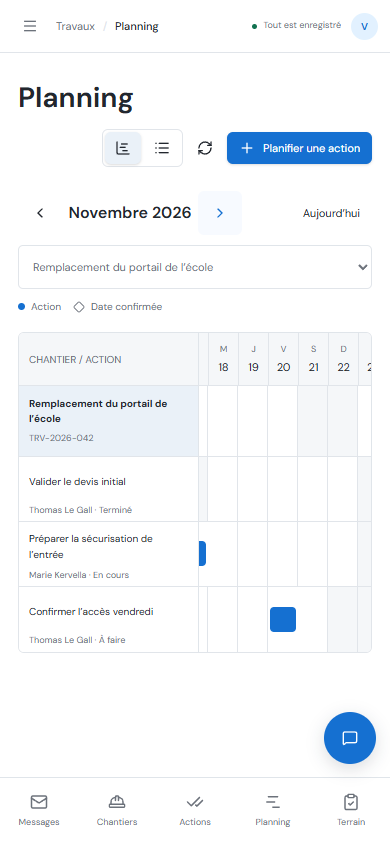 Travaux / Planning
Tout est enregistré
V
Planning
Planifier une action
Novembre 2026
Aujourd'hui
Remplacement du portail de l'école
Action
Date confirmée
CHANTIER / ACTION
M J V S D
18 19 20 21 22
Remplacement du portail de
l'école
TRV-2026-042
Valider le devis initial
Thomas Le Gall · Terminé
Préparer la sécurisation de
l'entrée
Marie Kervella · En cours
Confirmer l'accès vendredi
Thomas Le Gall · À faire
Messages Chantiers Actions Planning Terrain